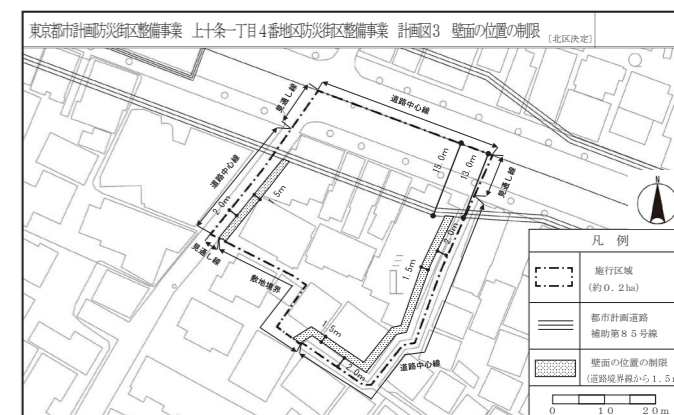 東京都市計画防災街区整備事業 上十条一丁目4番地区防災街区整備事業 計画図3 壁面の位置の制限 〔北区決定〕
見通し線
道路中心線
15.0m
13.0m
見通し線
道路中心線
2.0m
.5m
見通し線
敷地境界
2.0m
1.5m
1.5m
2.0m
道路中心線
N
凡 例
施行区域
(約0.2ha)
都市計画道路
補助第85号線
壁面の位置の制限
(道路境界線から1.5m
0 10 20m